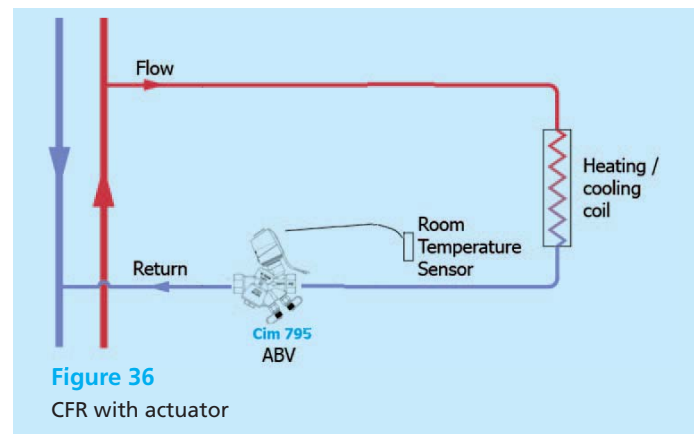 Flow
Heating /
cooling
coil
Room
Temperature
Sensor
Return
Cim 795
ABV
Figure 36
CFR with actuator